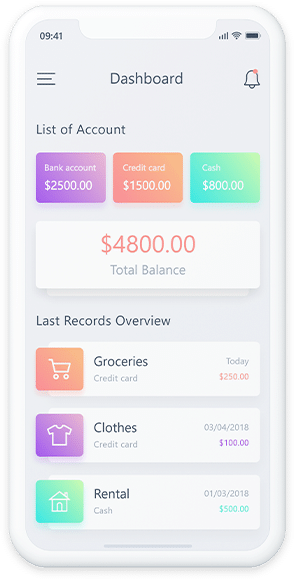 09:41
Dashboard
List of Account
Bank account Credit card Cash
$2500.00 $1500.00 $800.00
$4800.00
Total Balance
Last Records Overview
Groceries Today
Credit card $250.00
Clothes 03/04/2018
Credit card $100.00
Rental 01/03/2018
Cash $500.00